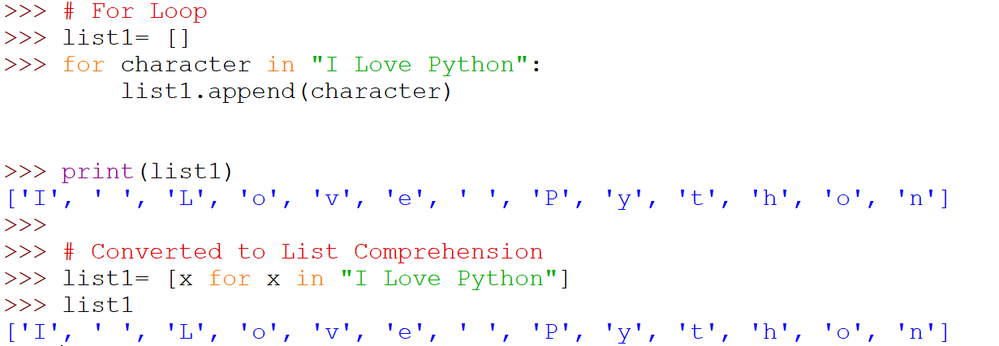 >>> # For Loop
>>> list1= []
>>> for character in "I Love Python":
        list1.append(character)
>>> print(list1)
['I', ' ', 'L', 'o', 'v', 'e', ' ', 'P', 'y', 't', 'h', 'o', 'n']
>>>
>>> # Converted to List Comprehension
>>> list1= [x for x in "I Love Python"]
>>> list1
['I', ' ', 'L', 'o', 'v', 'e', ' ', 'P', 'y', 't', 'h', 'o', 'n']